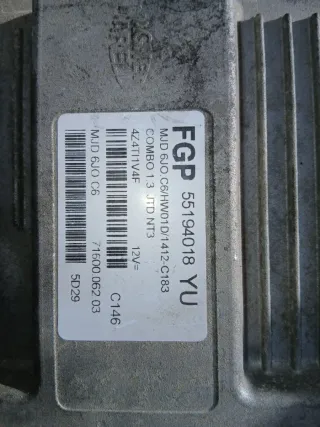 FGP 55194018 YU
MJD 6JO C6/HW01D/1412-C183
COMBO 1.3 JTD NT3
4Z4TI1V4F 12V=
C146
MJD 6JO C6 71600.062.03
5D29